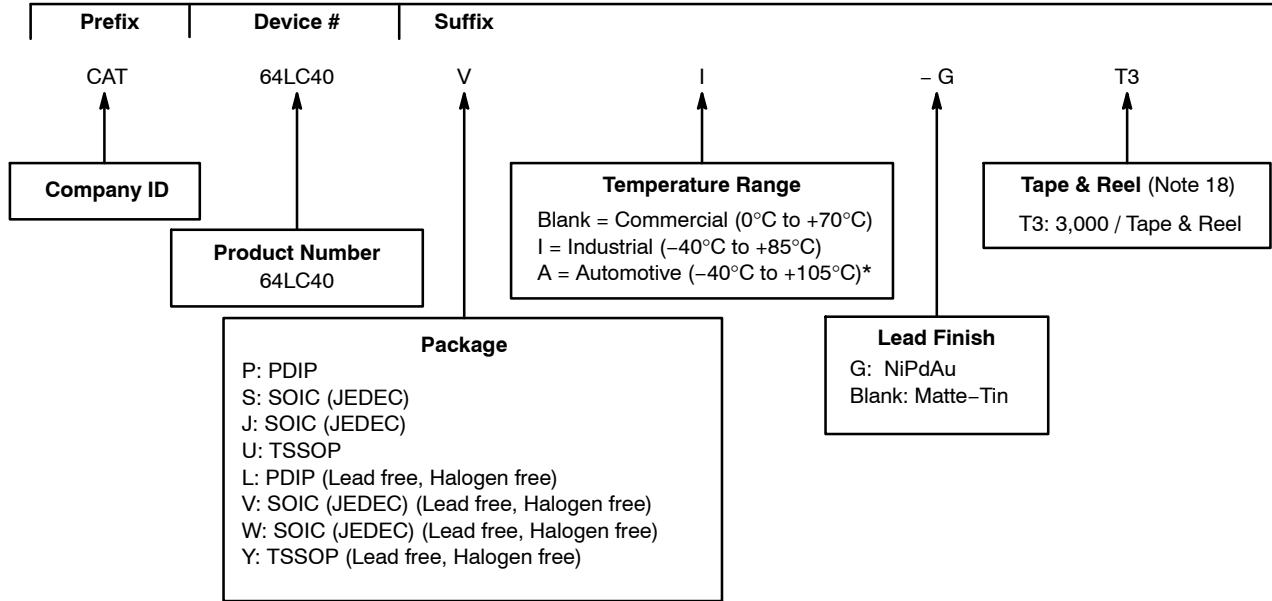 Prefix Device # Suffix
CAT 64LC40 V I – G T3
Company ID
Product Number
64LC40
Package
P: PDIP
S: SOIC (JEDEC)
J: SOIC (JEDEC)
U: TSSOP
L: PDIP (Lead free, Halogen free)
V: SOIC (JEDEC) (Lead free, Halogen free)
W: SOIC (JEDEC) (Lead free, Halogen free)
Y: TSSOP (Lead free, Halogen free)
Temperature Range
Blank = Commercial (0°C to +70°C)
I = Industrial (−40°C to +85°C)
A = Automotive (−40°C to +105°C)*
Lead Finish
G: NiPdAu
Blank: Matte−Tin
Tape & Reel (Note 18)
T3: 3,000 / Tape & Reel